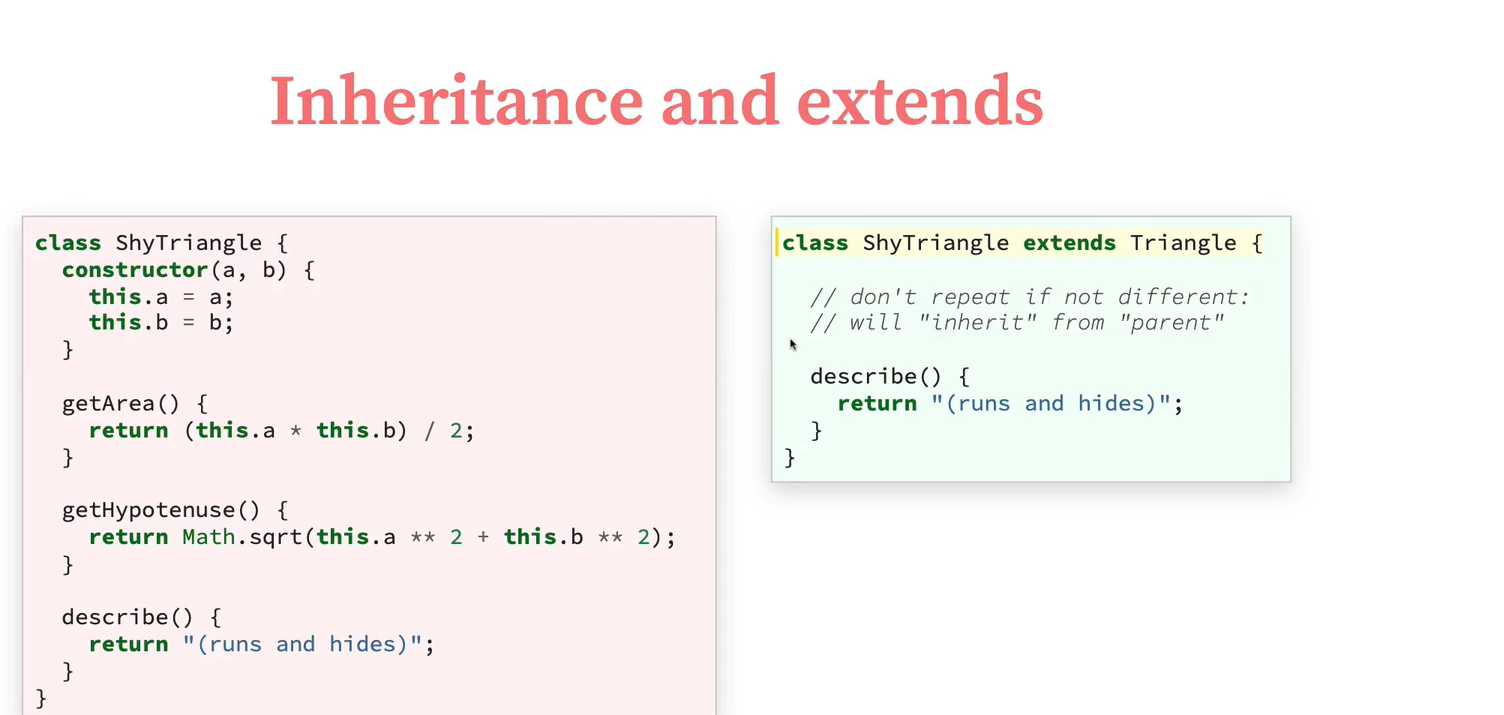 Inheritance and extends
class ShyTriangle {
  constructor(a, b) {
    this.a = a;
    this.b = b;
  }
  getArea() {
    return (this.a * this.b) / 2;
  }
  getHypotenuse() {
    return Math.sqrt(this.a ** 2 + this.b ** 2);
  }
  describe() {
    return "(runs and hides)";
  }
}
class ShyTriangle extends Triangle {
  // don't repeat if not different:
  // will "inherit" from "parent"
  describe() {
    return "(runs and hides)";
  }
}